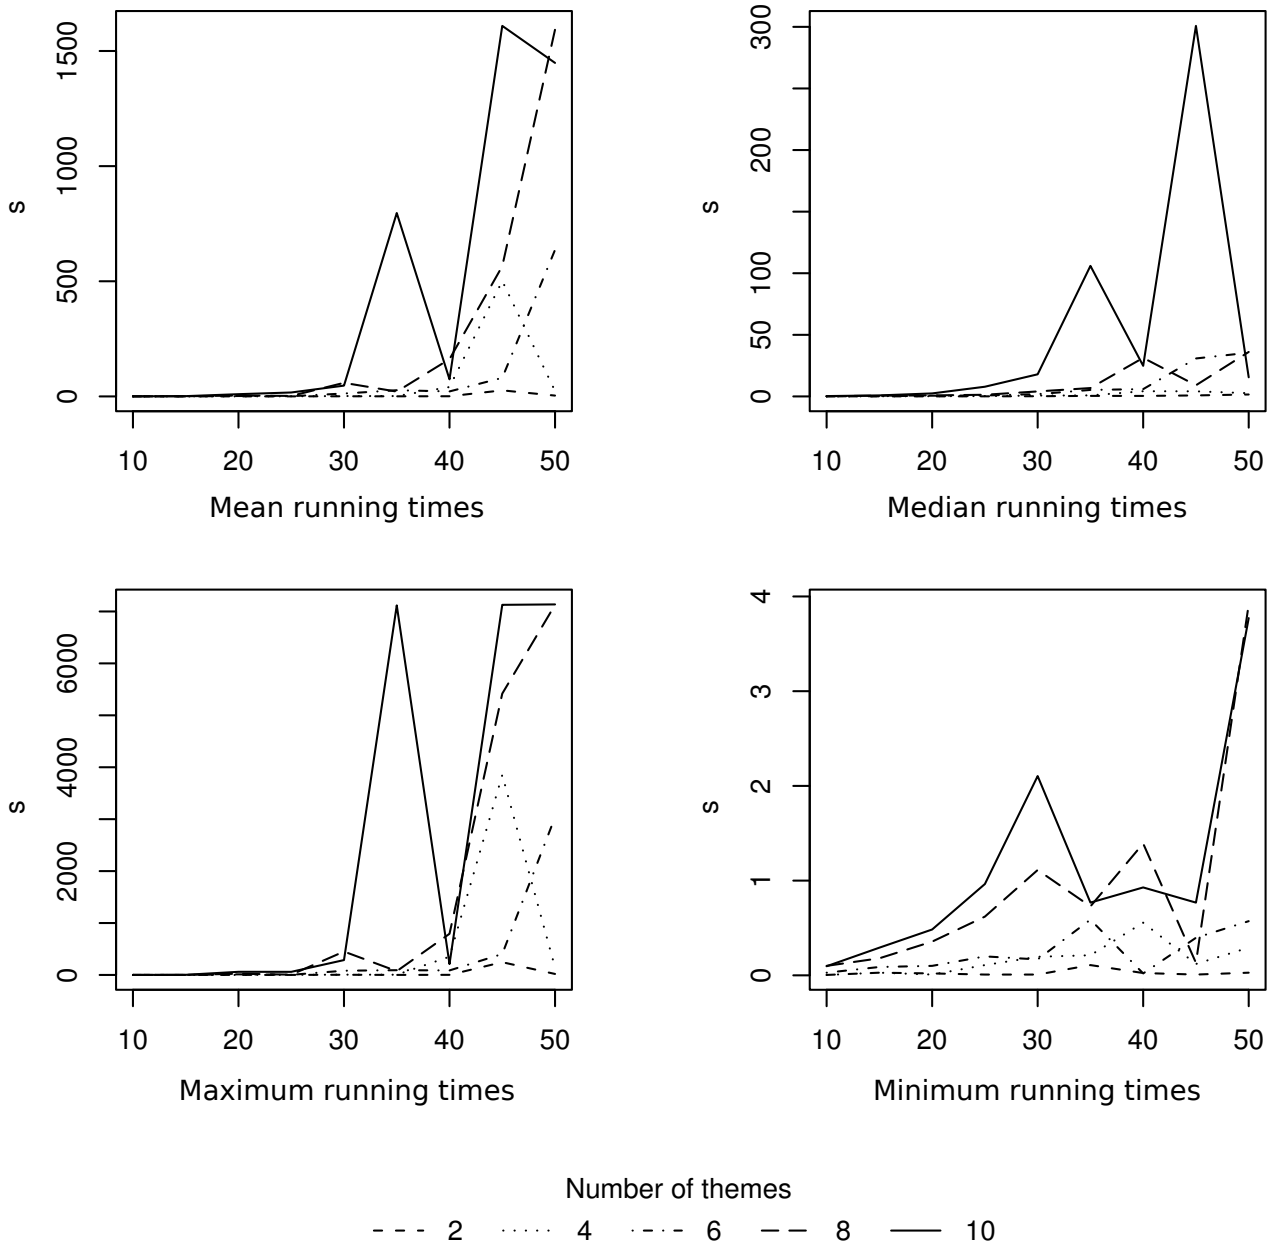 1500
1000
500
0
s
10 20 30 40 50
Mean running times
300
200
100
50
0
s
10 20 30 40 50
Median running times
6000
4000
2000
0
s
10 20 30 40 50
Maximum running times
4
3
2
1
0
s
10 20 30 40 50
Minimum running times
Number of themes
2 4 6 8 10